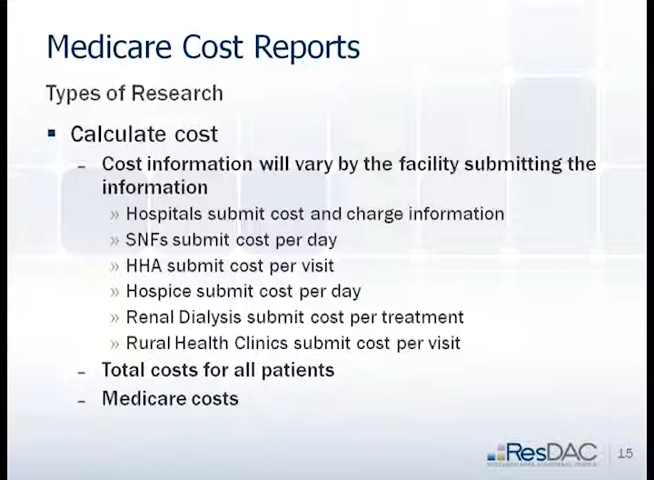 Medicare Cost Reports
Types of Research
▪ Calculate cost
– Cost information will vary by the facility submitting the
information
» Hospitals submit cost and charge information
» SNFs submit cost per day
» HHA submit cost per visit
» Hospice submit cost per day
» Renal Dialysis submit cost per treatment
» Rural Health Clinics submit cost per visit
– Total costs for all patients
– Medicare costs
ResDAC
15